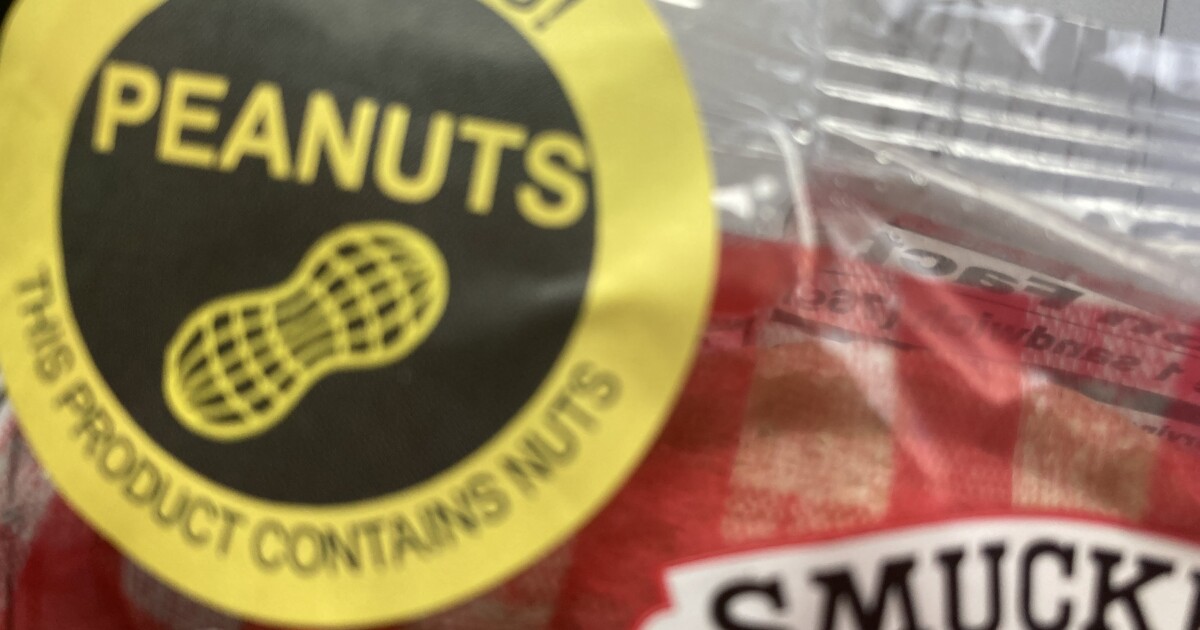 PEANUTS
THIS PRODUCT CONTAINS NUTS
SMUCK